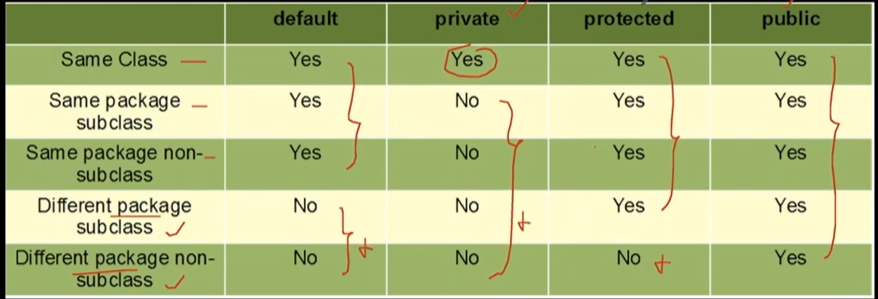 default private protected public
Same Class Yes Yes Yes Yes
Same package
subclass Yes No Yes Yes
Same package non-
subclass Yes No Yes Yes
Different package
subclass No No Yes Yes
Different package non-
subclass No No No Yes